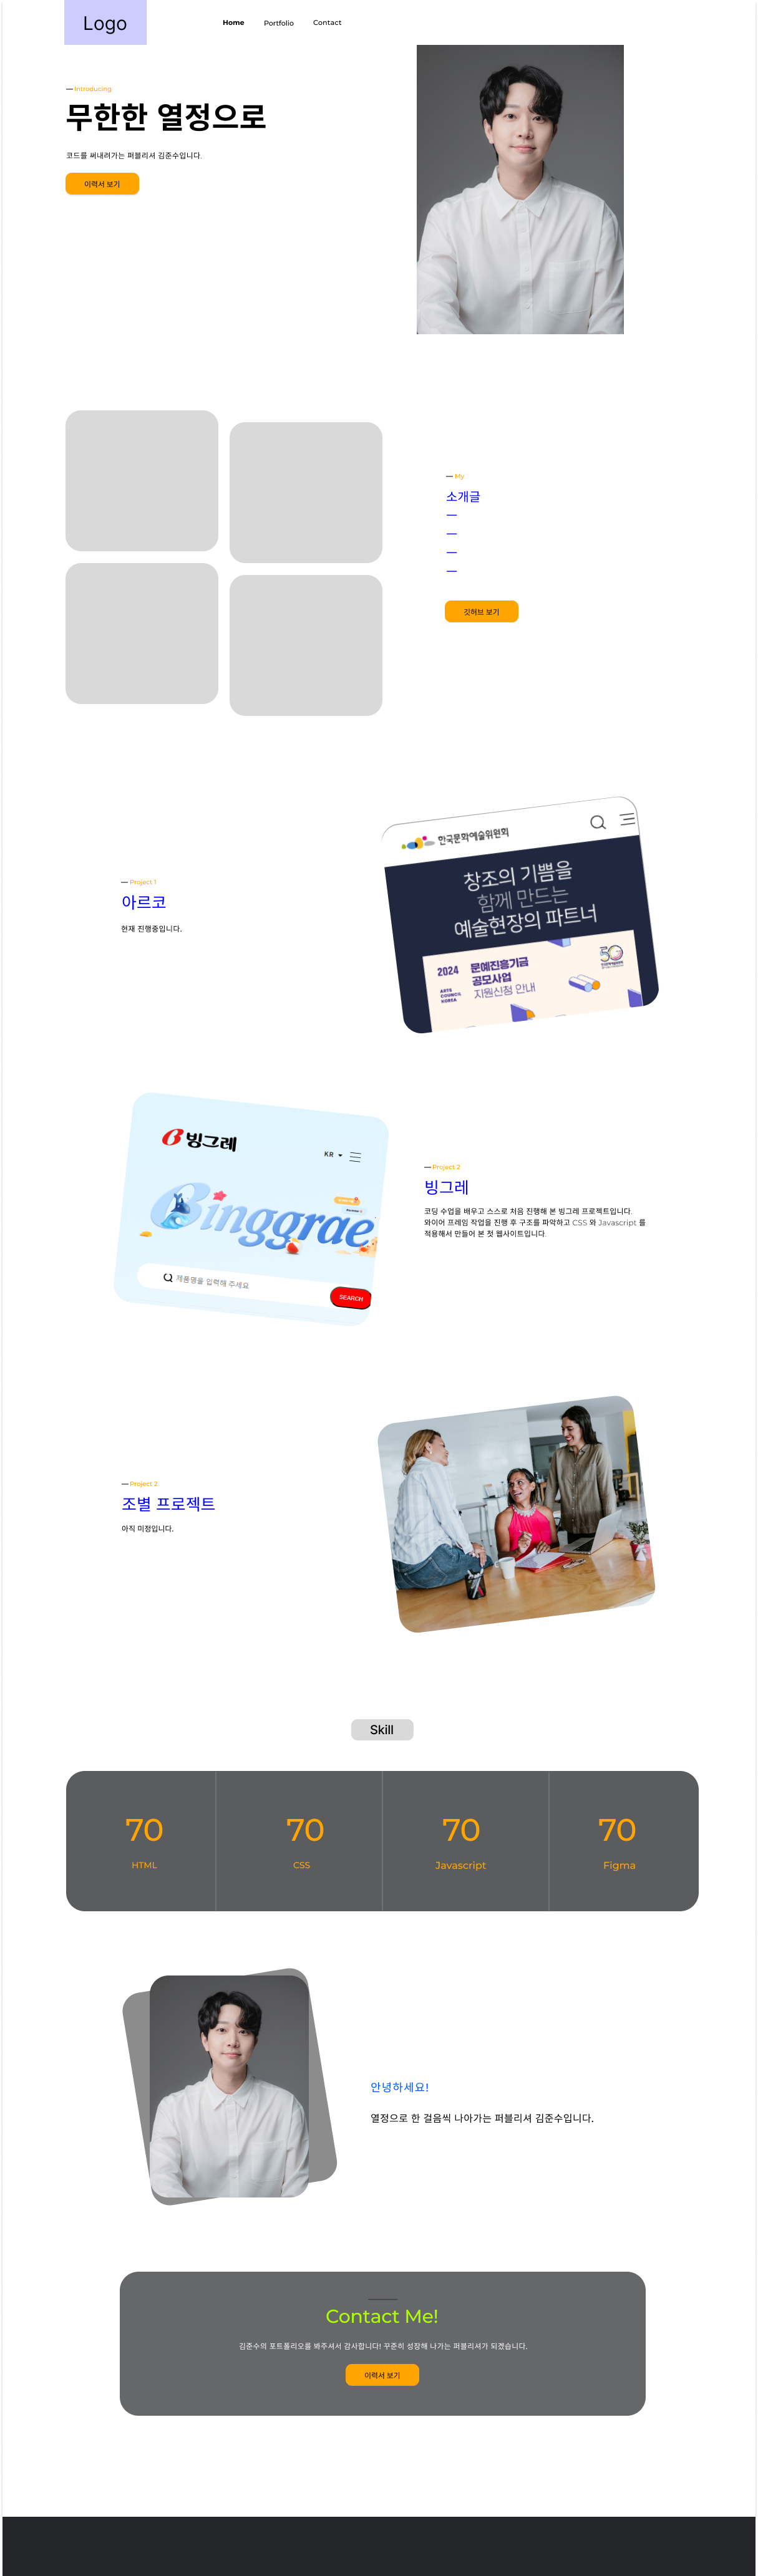 Logo
Home
Portfolio
Contact
— Introducing
무한한 열정으로
코드를 써내려가는 퍼블리셔 김준수입니다.
이력서 보기
— My
소개글
—
—
—
—
깃허브 보기
— Project 1
아르코
현재 진행중입니다.
한국문화예술위원회
창조의 기쁨을
함께 만드는
예술현장의 파트너
2024
ARTS
COUNCIL
KOREA
문예진흥기금
공모사업
지원신청 안내
빙그레
KR
Binggrae
제품명을 입력해 주세요
SEARCH
— Project 2
빙그레
코딩 수업을 배우고 스스로 처음 진행해 본 빙그레 프로젝트입니다.
와이어 프레임 작업을 진행 후 구조를 파악하고 CSS 와 Javascript 를
적용해서 만들어 본 첫 웹사이트입니다.
—Project 2
조별 프로젝트
아직 미정입니다.
Skill
70
HTML
70
CSS
70
Javascript
70
Figma
안녕하세요!
열정으로 한 걸음씩 나아가는 퍼블리셔 김준수입니다.
Contact Me!
김준수의 포트폴리오를 봐주셔서 감사합니다! 꾸준히 성장해 나가는 퍼블리셔가 되겠습니다.
이력서 보기